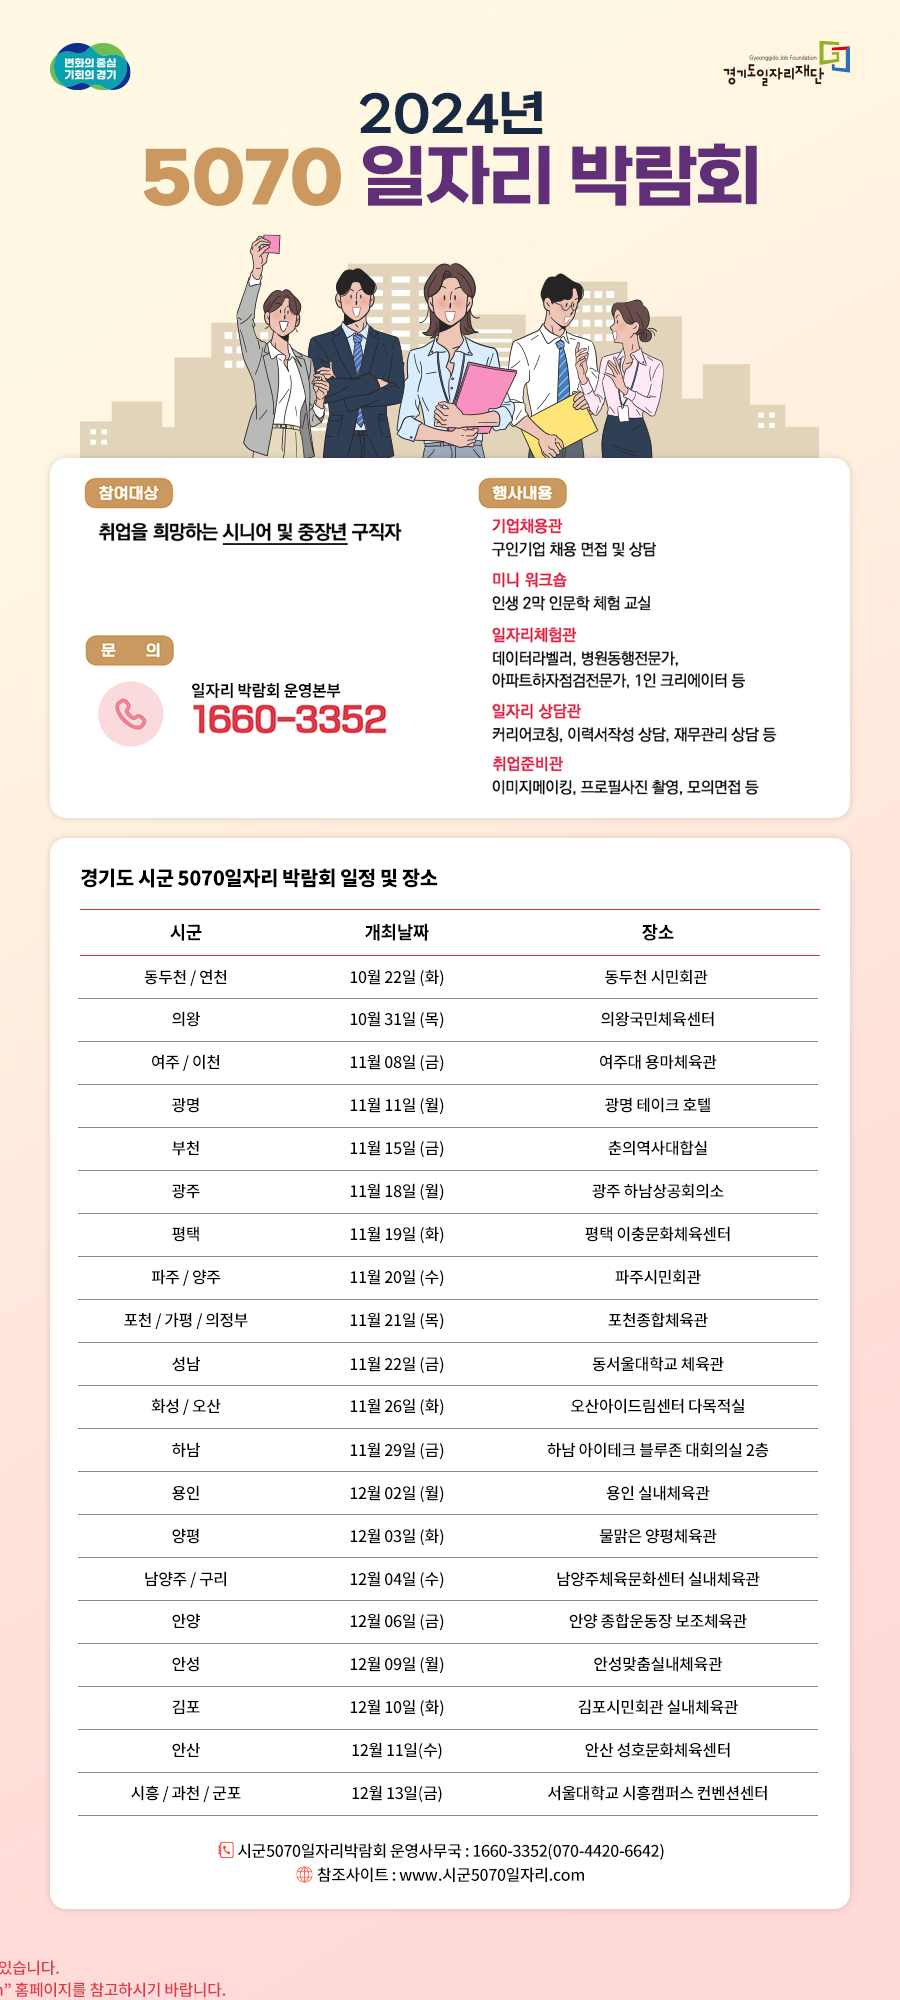 변화의 중심
기회의 경기
Gyeonggido Job Foundation
경기도일자리재단
2024년
5070 일자리 박람회
참여대상
취업을 희망하는 시니어 및 중장년 구직자
문 의
일자리 박람회 운영본부
1660-3352
행사내용
기업채용관
구인기업 채용 면접 및 상담
미니 워크숍
인생 2막 인문학 체험 교실
일자리체험관
데이터라벨러, 병원동행전문가,
아파트하자점검전문가, 1인 크리에이터 등
일자리 상담관
커리어코칭, 이력서작성 상담, 재무관리 상담 등
취업준비관
이미지메이킹, 프로필사진 촬영, 모의면접 등
경기도 시군 5070일자리 박람회 일정 및 장소
시군 개최날짜 장소
동두천 / 연천 10월 22일 (화) 동두천 시민회관
의왕 10월 31일 (목) 의왕국민체육센터
여주 / 이천 11월 08일 (금) 여주대 용마체육관
광명 11월 11일 (월) 광명 테이크 호텔
부천 11월 15일 (금) 춘의역사대합실
광주 11월 18일 (월) 광주 하남상공회의소
평택 11월 19일 (화) 평택 이충문화체육센터
파주 / 양주 11월 20일 (수) 파주시민회관
포천 / 가평 / 의정부 11월 21일 (목) 포천종합체육관
성남 11월 22일 (금) 동서울대학교 체육관
화성 / 오산 11월 26일 (화) 오산아이드림센터 다목적실
하남 11월 29일 (금) 하남 아이테크 블루존 대회의실 2층
용인 12월 02일 (월) 용인 실내체육관
양평 12월 03일 (화) 물맑은 양평체육관
남양주 / 구리 12월 04일 (수) 남양주체육문화센터 실내체육관
안양 12월 06일 (금) 안양 종합운동장 보조체육관
안성 12월 09일 (월) 안성맞춤실내체육관
김포 12월 10일 (화) 김포시민회관 실내체육관
안산 12월 11일(수) 안산 성호문화체육센터
시흥 / 과천 / 군포 12월 13일(금) 서울대학교 시흥캠퍼스 컨벤션센터
시군5070일자리박람회 운영사무국 : 1660-3352(070-4420-6642)
참조사이트 : www.시군5070일자리.com
있습니다.
” 홈페이지를 참고하시기 바랍니다.